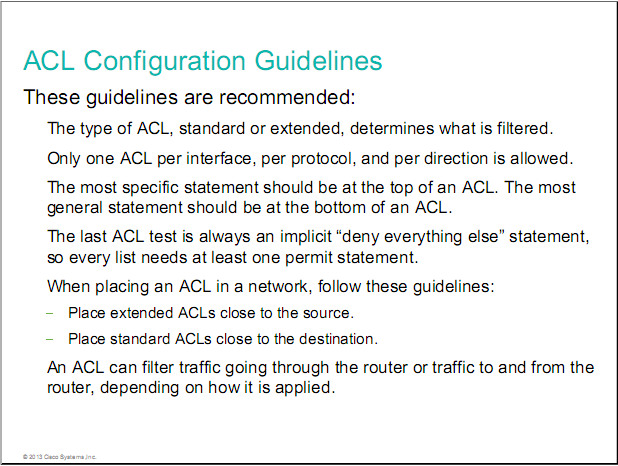 ACL Configuration Guidelines
These guidelines are recommended:
The type of ACL, standard or extended, determines what is filtered.
Only one ACL per interface, per protocol, and per direction is allowed.
The most specific statement should be at the top of an ACL. The most
general statement should be at the bottom of an ACL.
The last ACL test is always an implicit “deny everything else” statement,
so every list needs at least one permit statement.
When placing an ACL in a network, follow these guidelines:
– Place extended ACLs close to the source.
– Place standard ACLs close to the destination.
An ACL can filter traffic going through the router or traffic to and from the
router, depending on how it is applied.
© 2013 Cisco Systems, Inc.